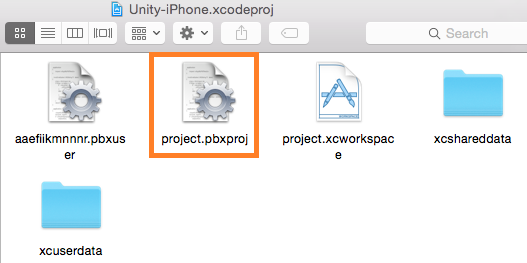 Unity-iPhone.xcodeproj
Search
aaefiikmnnnr.pbxus
er
project.pbxproj
project.xcworkspac
e
xcshareddata
xcuserdata